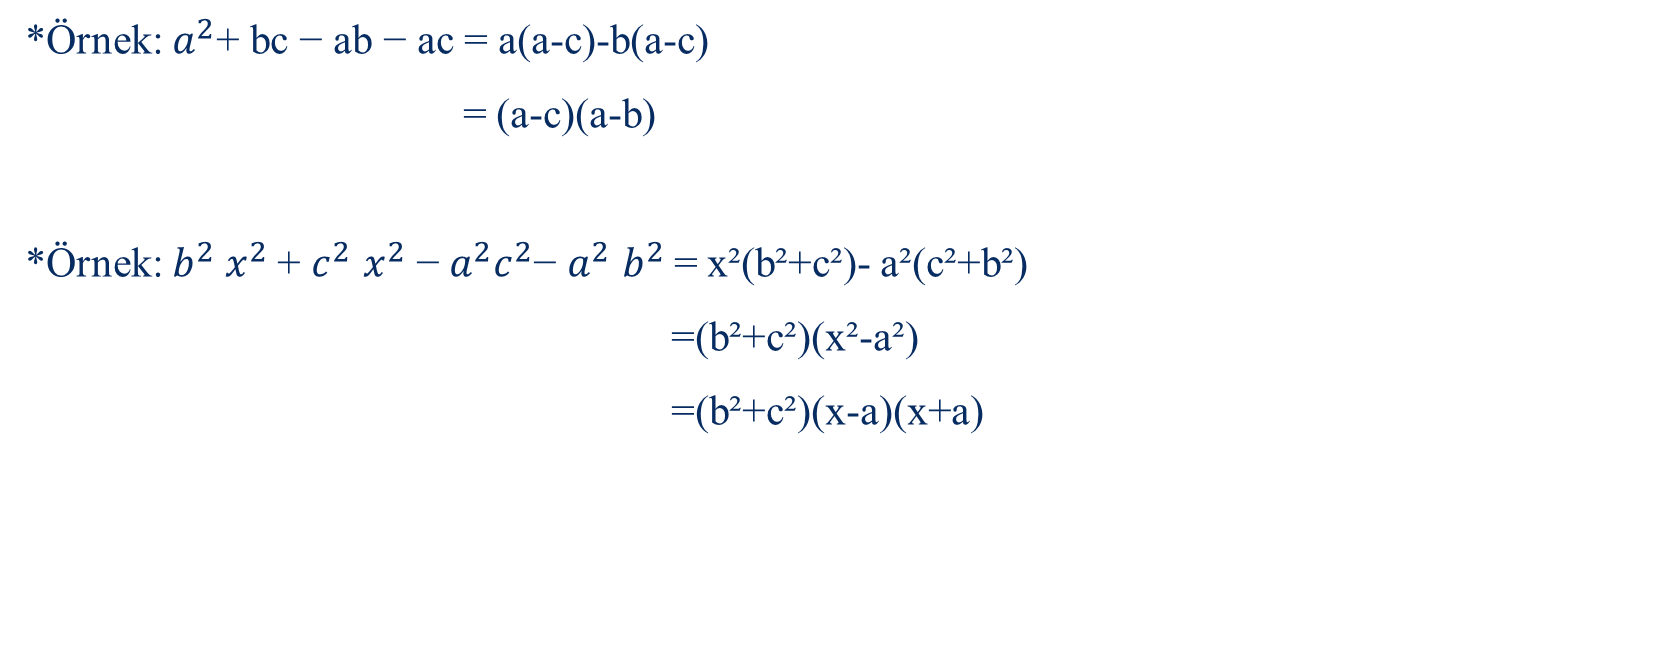 *Örnek: 𝑎²+ bc − ab − ac = a(a-c)-b(a-c)
= (a-c)(a-b)
*Örnek: 𝑏² 𝑥² + 𝑐² 𝑥² − 𝑎²𝑐²− 𝑎² 𝑏² = x²(b²+c²)- a²(c²+b²)
=(b²+c²)(x²-a²)
=(b²+c²)(x-a)(x+a)